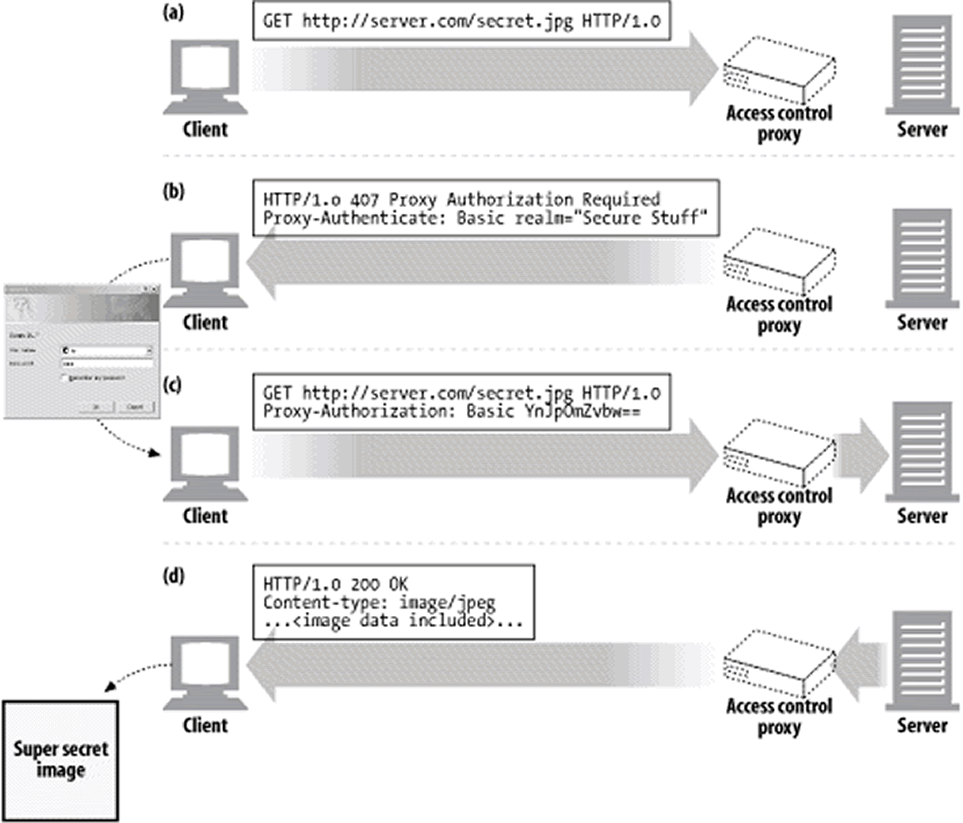 (a)
GET http://server.com/secret.jpg HTTP/1.0
Client
Access control
proxy
Server
(b)
HTTP/1.0 407 Proxy Authorization Required
Proxy-Authenticate: Basic realm="Secure Stuff"
Client
Access control
proxy
Server
(c)
GET http://server.com/secret.jpg HTTP/1.0
Proxy-Authorization: Basic YnJpOmZvbw==
Client
Access control
proxy
Server
(d)
HTTP/1.0 200 OK
Content-type: image/jpeg
...<image data included>...
Client
Access control
proxy
Server
Super secret
image